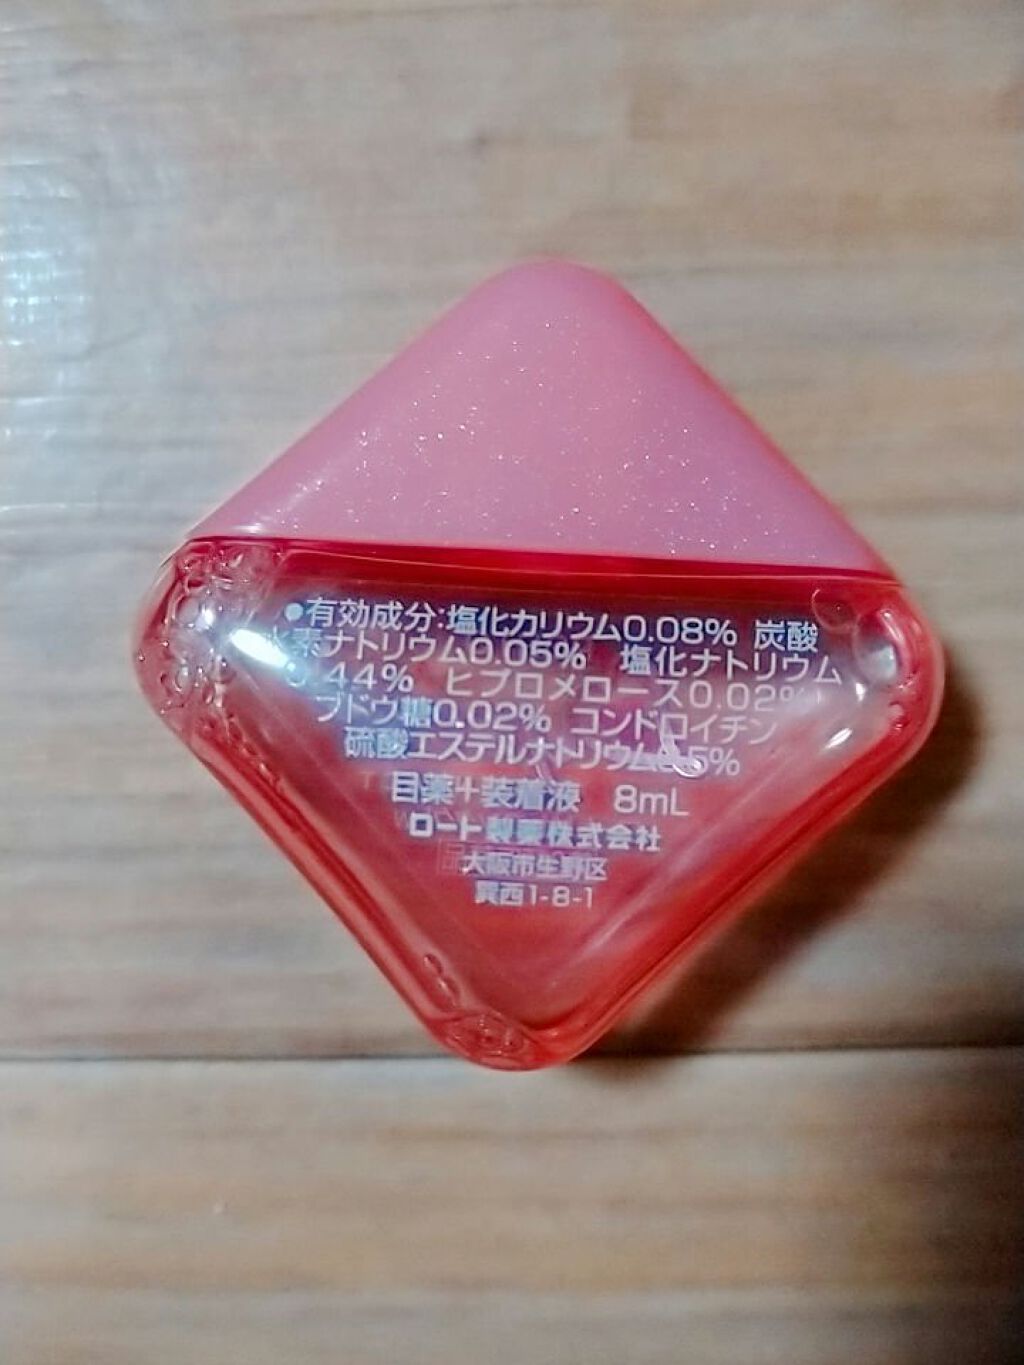 ●有効成分:塩化カリウム0.08% 炭酸
水素ナトリウム0.05% 塩化ナトリウム
0.44% ヒプロメロース0.02%
ブドウ糖0.02% コンドロイチン
硫酸エステルナトリウム
目薬+装着液 8mL
ロート製薬株式会社
大阪市生野区
巽西1-8-1